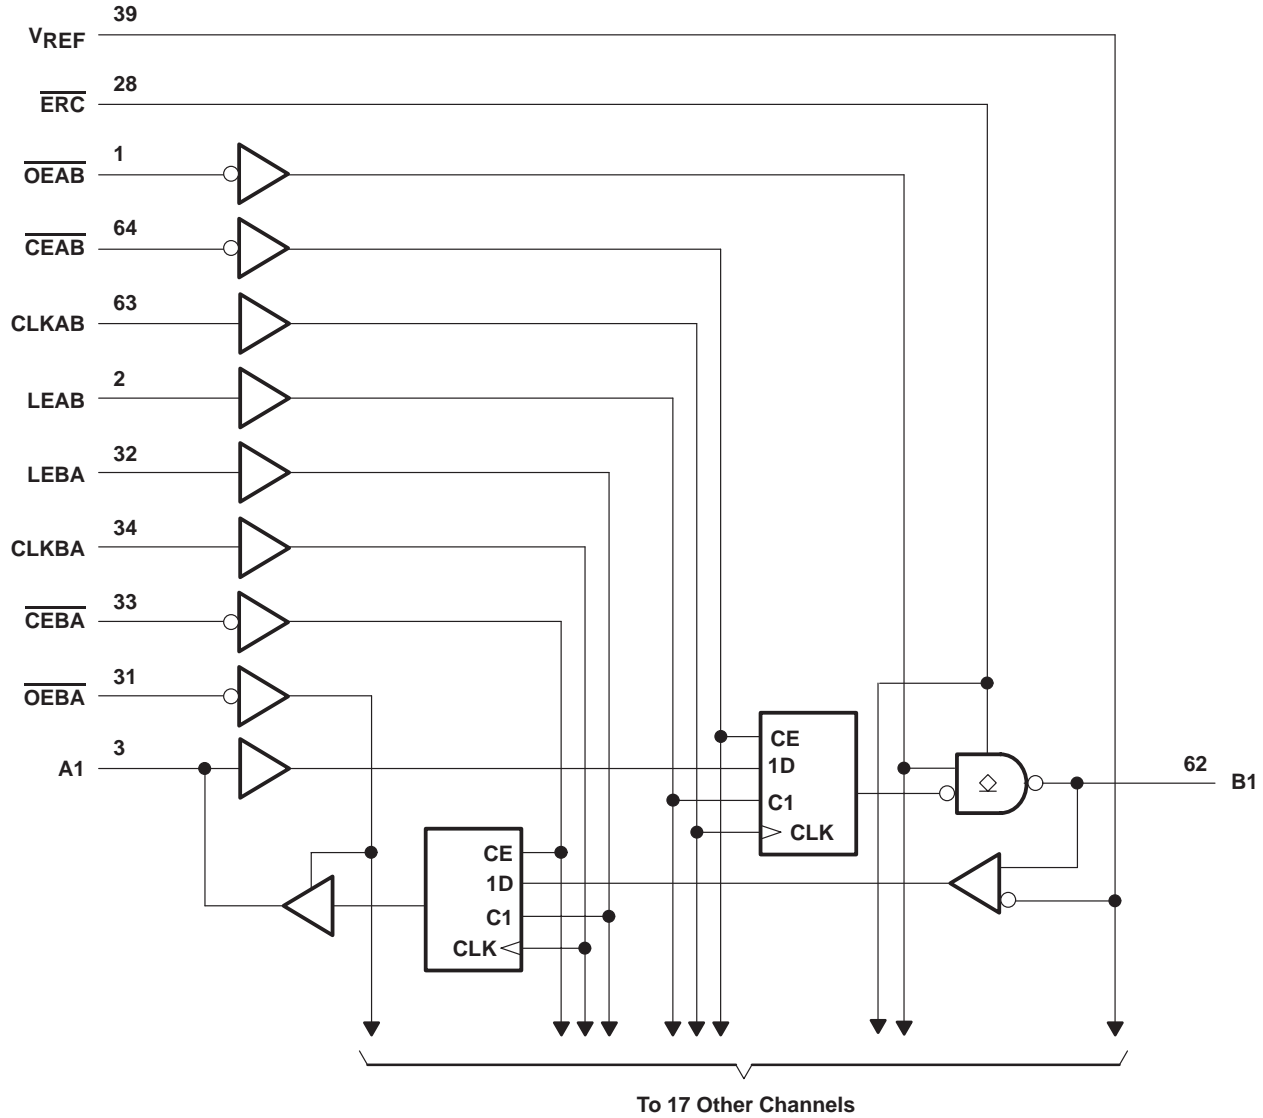 39
VREF
28
ERC
1
OEAB
64
CEAB
63
CLKAB
2
LEAB
32
LEBA
34
CLKBA
33
CEBA
31
OEBA
3
A1
CE
1D
C1
CLK
62
B1
CE
1D
C1
CLK
To 17 Other Channels